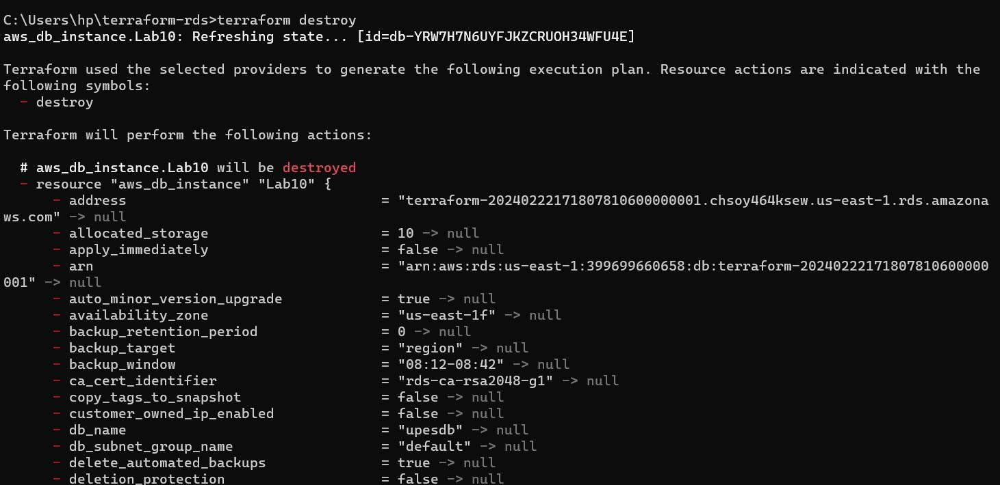 C:\Users\hp\terraform-rds>terraform destroy
aws_db_instance.Lab10: Refreshing state... [id=db-YRW7H7N6UYFJKZCRUOH34WFU4E]
Terraform used the selected providers to generate the following execution plan. Resource actions are indicated with the
following symbols:
  - destroy
Terraform will perform the following actions:
  # aws_db_instance.Lab10 will be destroyed
  - resource "aws_db_instance" "Lab10" {
      - address                               = "terraform-20240222171807810600000001.chsoy464ksew.us-east-1.rds.amazona
ws.com" -> null
      - allocated_storage                     = 10 -> null
      - apply_immediately                     = false -> null
      - arn                                   = "arn:aws:rds:us-east-1:399699660658:db:terraform-20240222171807810600000
001" -> null
      - auto_minor_version_upgrade            = true -> null
      - availability_zone                     = "us-east-1f" -> null
      - backup_retention_period               = 0 -> null
      - backup_target                         = "region" -> null
      - backup_window                         = "08:12-08:42" -> null
      - ca_cert_identifier                    = "rds-ca-rsa2048-g1" -> null
      - copy_tags_to_snapshot                 = false -> null
      - customer_owned_ip_enabled             = false -> null
      - db_name                               = "upesdb" -> null
      - db_subnet_group_name                  = "default" -> null
      - delete_automated_backups              = true -> null
      - deletion_protection                   = false -> null